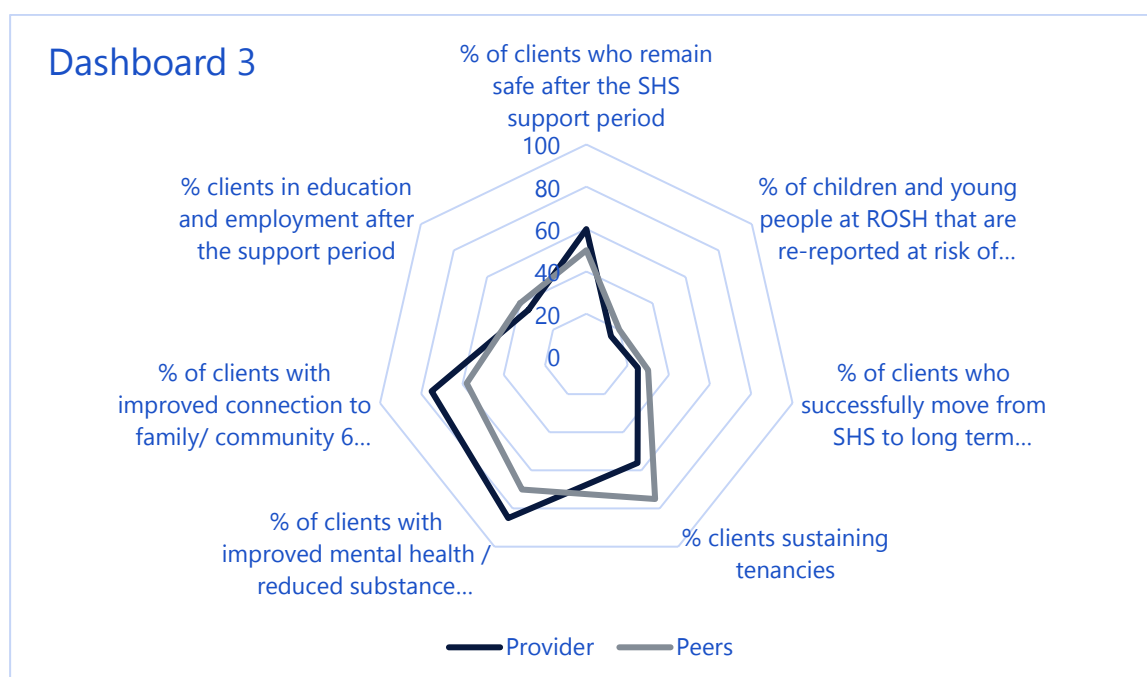 Dashboard 3
% of clients who remain
safe after the SHS
support period
100
80
60
40
20
0
% of children and young
people at ROSH that are
re-reported at risk of...
% of clients who
successfully move from
SHS to long term...
% clients sustaining
tenancies
% of clients with
improved mental health /
reduced substance...
% of clients with
improved connection to
family/ community 6...
% clients in education
and employment after
the support period
Provider
Peers